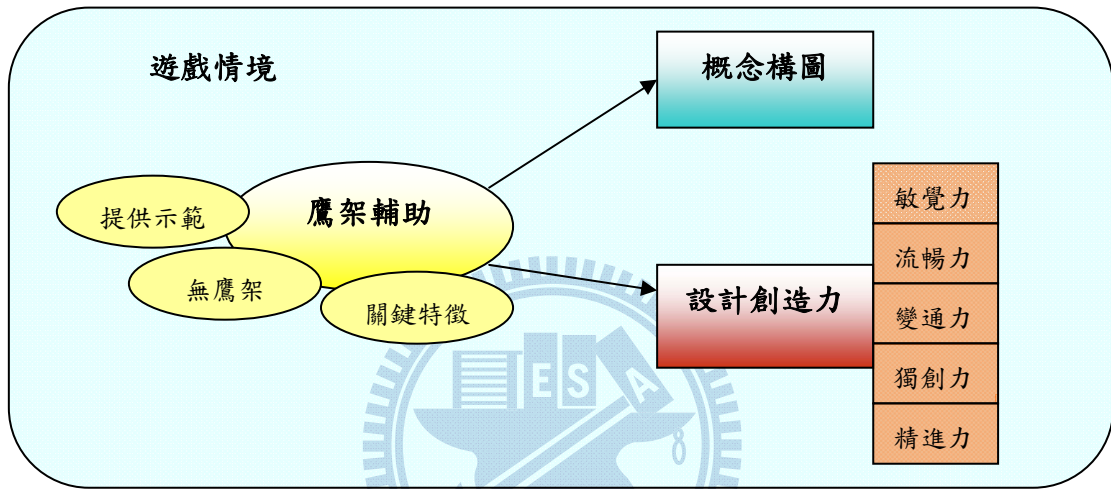 遊戲情境
概念構圖
鷹架輔助
提供示範
無鷹架
關鍵特徵
設計創造力
敏覺力
流暢力
變通力
獨創力
精進力
E S A
8